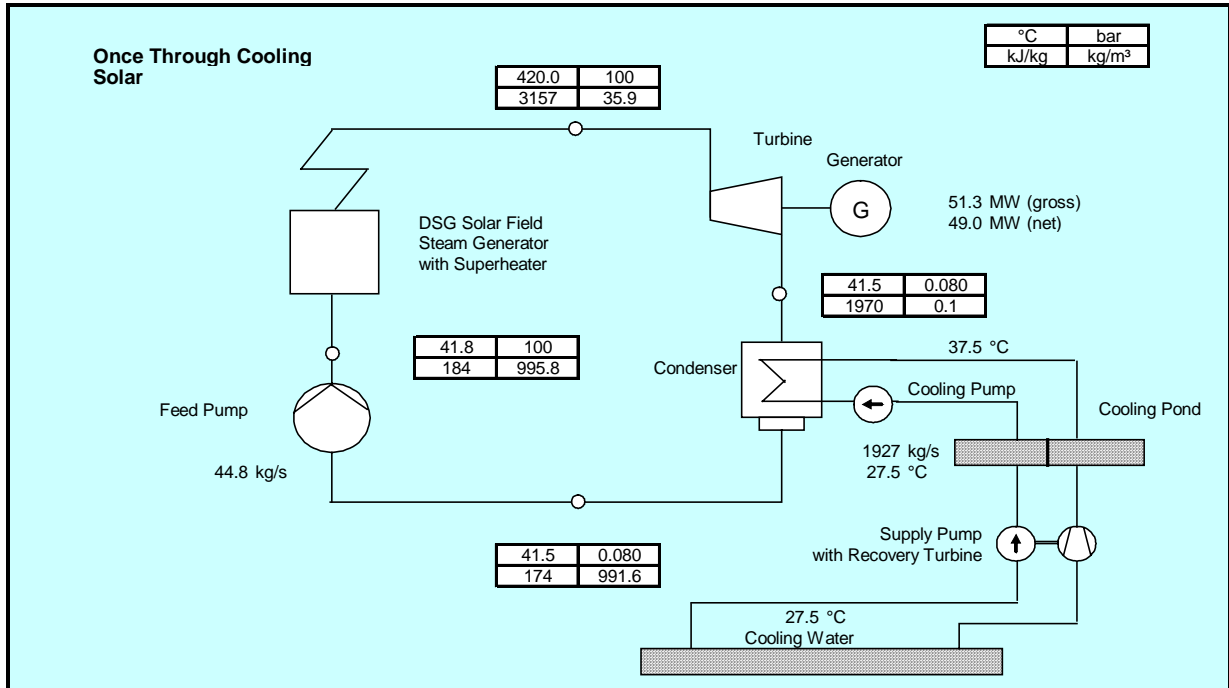 Once Through Cooling
Solar
°C bar
kJ/kg kg/m³
420.0 100
3157 35.9
Turbine
Generator
G
51.3 MW (gross)
49.0 MW (net)
DSG Solar Field
Steam Generator
with Superheater
41.5 0.080
1970 0.1
41.8 100
184 995.8
37.5 °C
Condenser
Cooling Pump
Cooling Pond
Feed Pump
1927 kg/s
27.5 °C
44.8 kg/s
Supply Pump
with Recovery Turbine
41.5 0.080
174 991.6
27.5 °C
Cooling Water